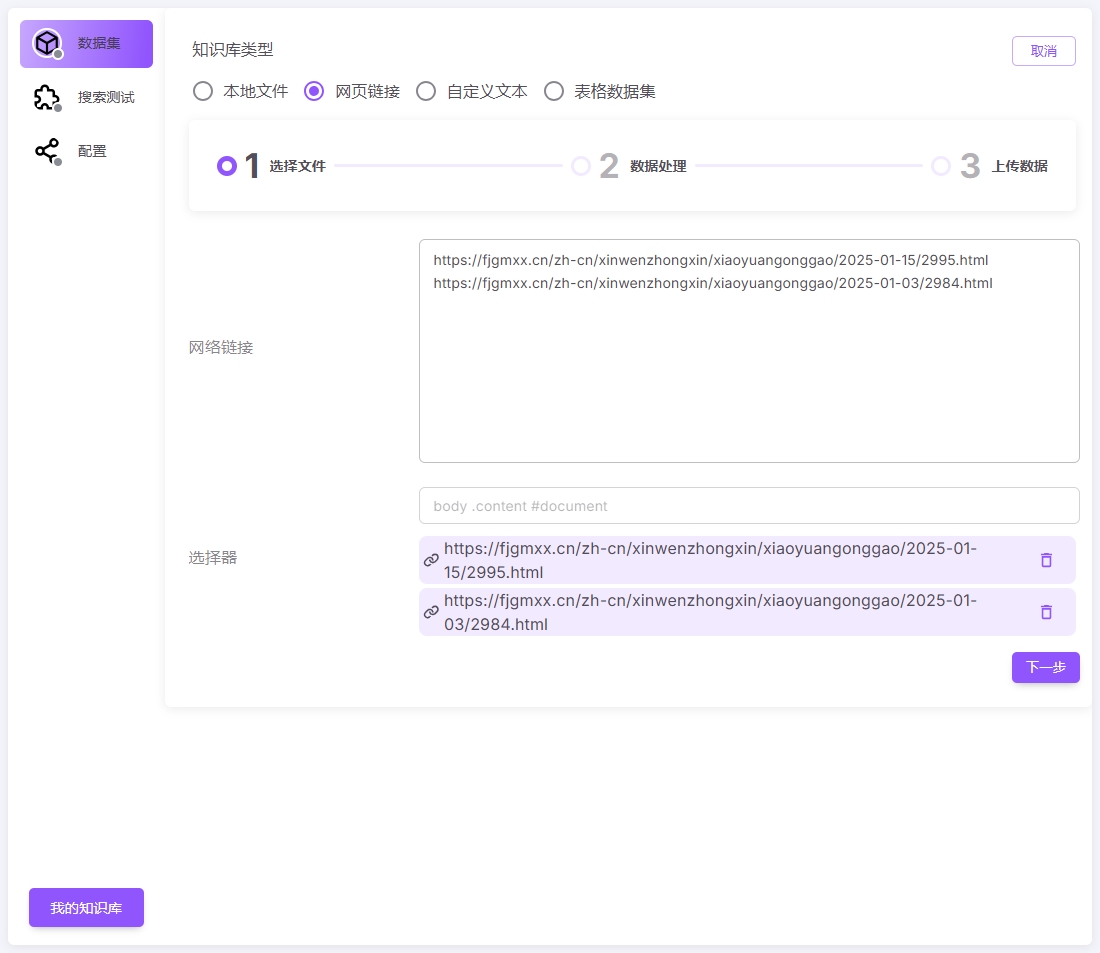 数据集
搜索测试
配置
我的知识库
知识库类型
取消
本地文件 网页链接 自定义文本 表格数据集
1 选择文件 2 数据处理 3 上传数据
网络链接
https://fjgmxx.cn/zh-cn/xinwenzhongxin/xiaoyuangonggao/2025-01-15/2995.html
https://fjgmxx.cn/zh-cn/xinwenzhongxin/xiaoyuangonggao/2025-01-03/2984.html
选择器
body .content #document
https://fjgmxx.cn/zh-cn/xinwenzhongxin/xiaoyuangonggao/2025-01-
15/2995.html
https://fjgmxx.cn/zh-cn/xinwenzhongxin/xiaoyuangonggao/2025-01-
03/2984.html
下一步